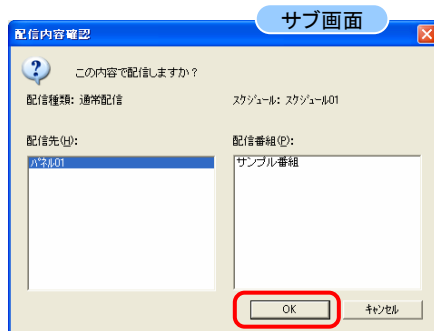 サブ画面
配信内容確認
この内容で配信しますか？
配信種類: 通常配信
ｽｹｼﾞｭｰﾙ: ｽｹｼﾞｭｰﾙ01
配信先(H):
配信番組(P):
ﾊﾟﾈﾙ01
サンプル番組
OK
ｷｬﾝｾﾙ